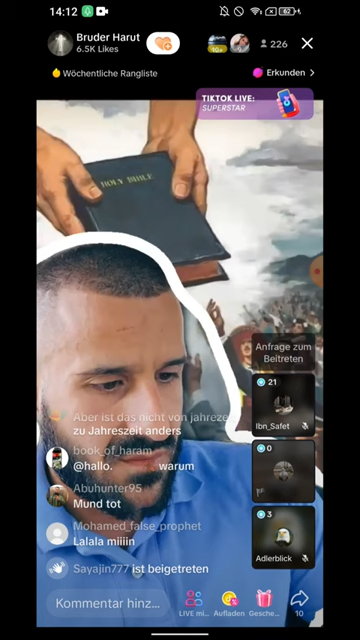 14:12
62
Bruder Harut
6.5K Likes
10+
226
Wöchentliche Rangliste
Erkunden
TIKTOK LIVE:
SUPERSTAR
HOLY BIBLE
Anfrage zum
Beitreten
21
Ibn_Safet
0
3
Adlerblick
Aber ist das nicht von jahreze
zu Jahreszeit anders
book_of_haram
@hallo. warum
Abuhunter95
Mund tot
Mohamed_false_prophet
Lalala miiiin
Sayajin777 ist beigetreten
Kommentar hinz...
LIVE mi...
Aufladen
Gesche...
10